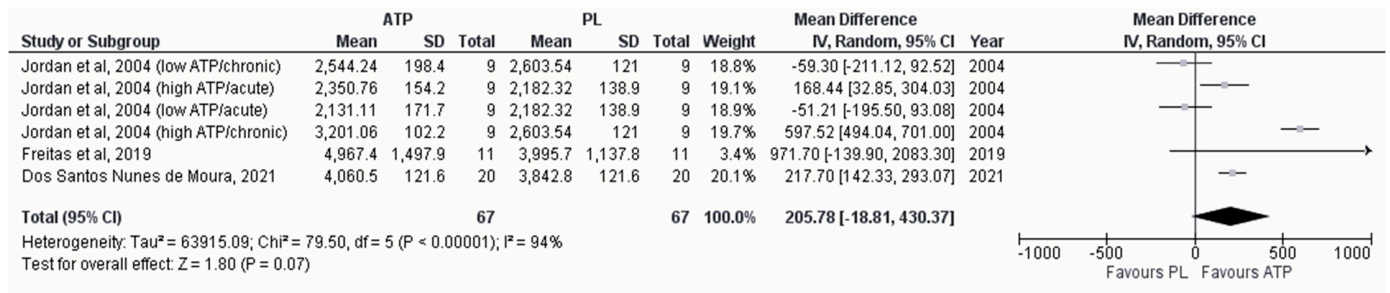 ATP PL Mean Difference Mean Difference
Study or Subgroup Mean SD Total Mean SD Total Weight IV, Random, 95% CI Year IV, Random, 95% CI
Jordan et al, 2004 (low ATP/chronic) 2,544.24 198.4 9 2,603.54 121 9 18.8% -59.30 [-211.12, 92.52] 2004
Jordan et al, 2004 (high ATP/acute) 2,350.76 154.2 9 2,182.32 138.9 9 19.1% 168.44 [32.85, 304.03] 2004
Jordan et al, 2004 (low ATP/acute) 2,131.11 171.7 9 2,182.32 138.9 9 18.9% -51.21 [-195.50, 93.08] 2004
Jordan et al, 2004 (high ATP/chronic) 3,201.06 102.2 9 2,603.54 121 9 19.7% 597.52 [494.04, 701.00] 2004
Freitas et al, 2019 4,967.4 1,497.9 11 3,995.7 1,137.8 11 3.4% 971.70 [-139.90, 2083.30] 2019
Dos Santos Nunes de Moura, 2021 4,060.5 121.6 20 3,842.8 121.6 20 20.1% 217.70 [142.33, 293.07] 2021
Total (95% CI) 67 67 100.0% 205.78 [-18.81, 430.37]
Heterogeneity: Tau² = 63915.09; Chi² = 79.50, df = 5 (P < 0.00001); I² = 94%
Test for overall effect: Z = 1.80 (P = 0.07)
-1000 -500 0 500 1000
Favours PL Favours ATP